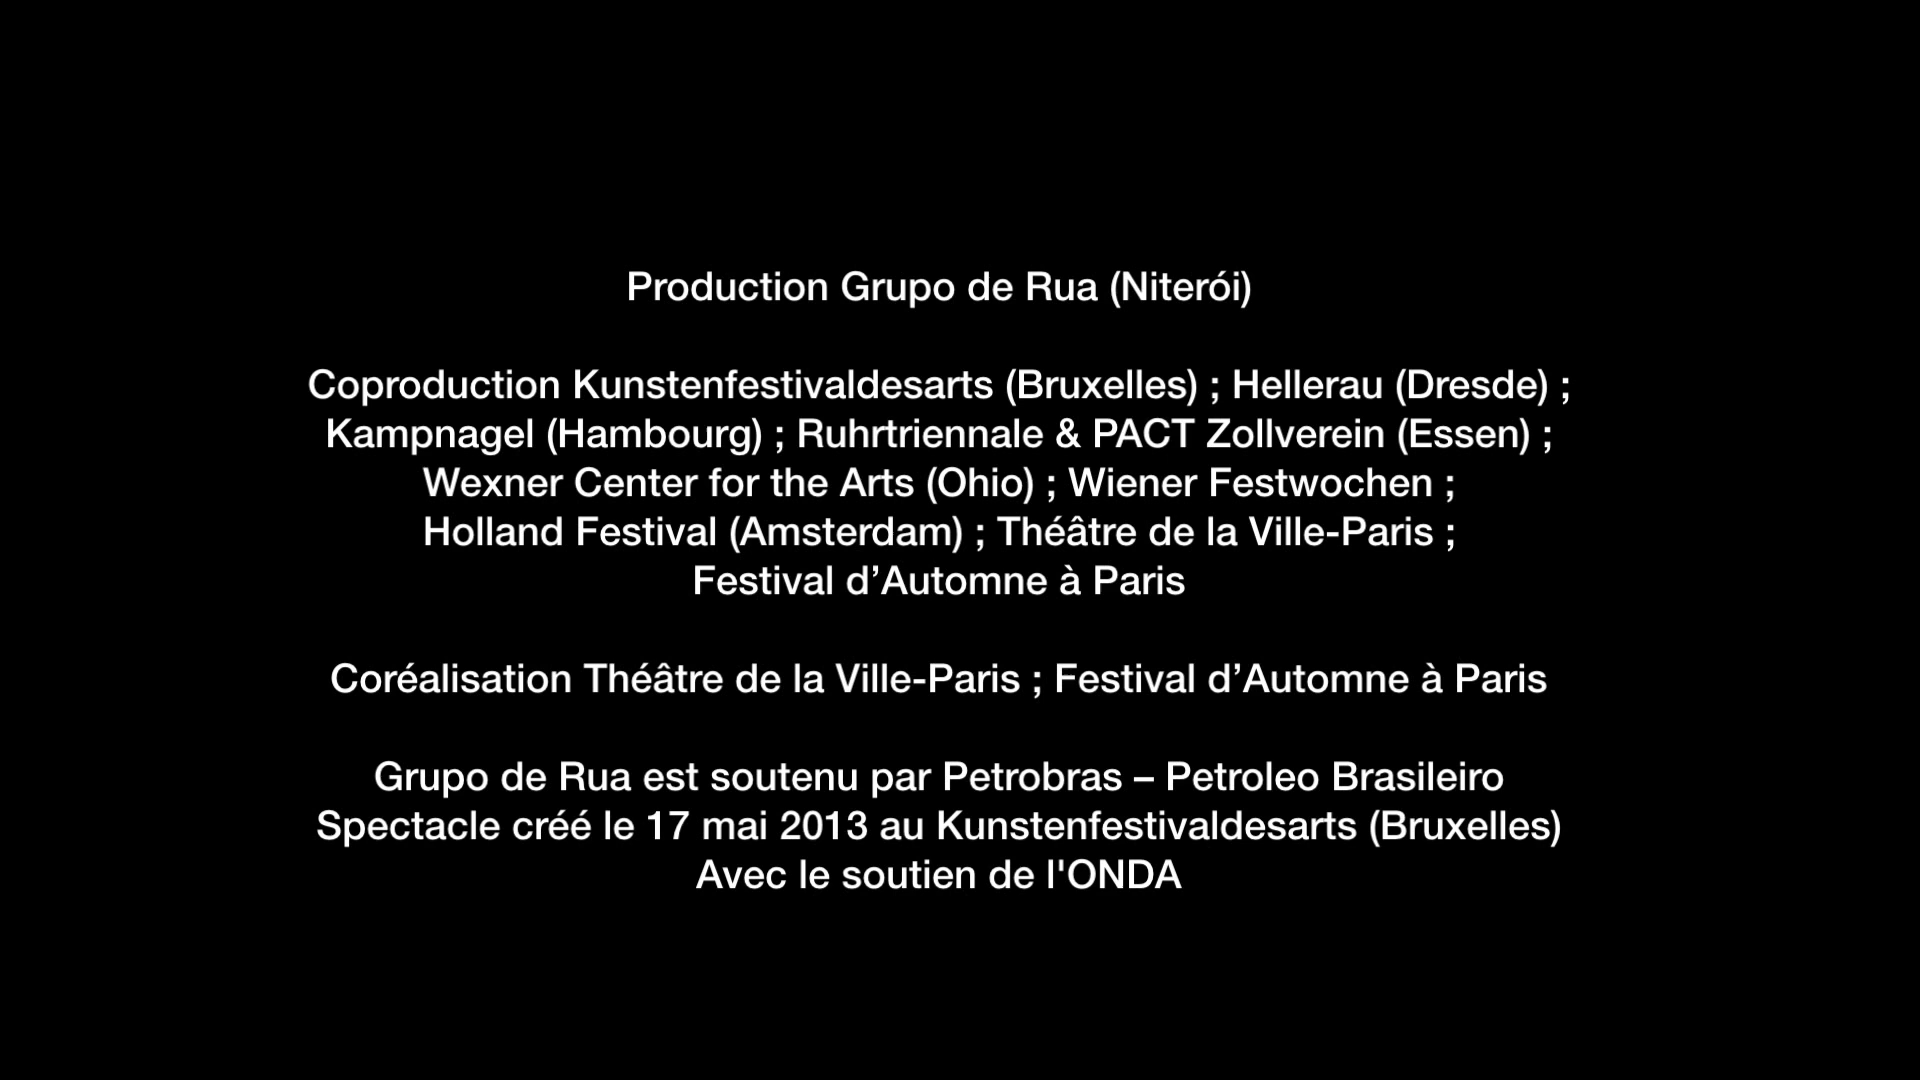 Production Grupo de Rua (Niterói)
Coproduction Kunstenfestivaldesarts (Bruxelles) ; Hellerau (Dresde) ;
Kampnagel (Hambourg) ; Ruhrtriennale & PACT Zollverein (Essen) ;
Wexner Center for the Arts (Ohio) ; Wiener Festwochen ;
Holland Festival (Amsterdam) ; Théâtre de la Ville-Paris ;
Festival d’Automne à Paris
Coréalisation Théâtre de la Ville-Paris ; Festival d’Automne à Paris
Grupo de Rua est soutenu par Petrobras – Petroleo Brasileiro
Spectacle créé le 17 mai 2013 au Kunstenfestivaldesarts (Bruxelles)
Avec le soutien de l'ONDA